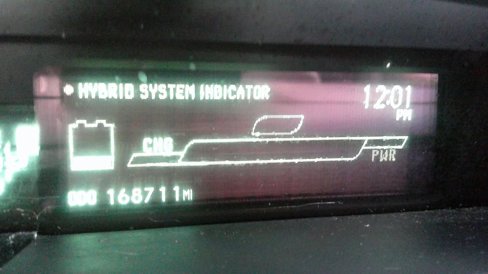 HYBRID SYSTEM INDICATOR
12:01
PM
CHG
PWR
ODO 168711 MI